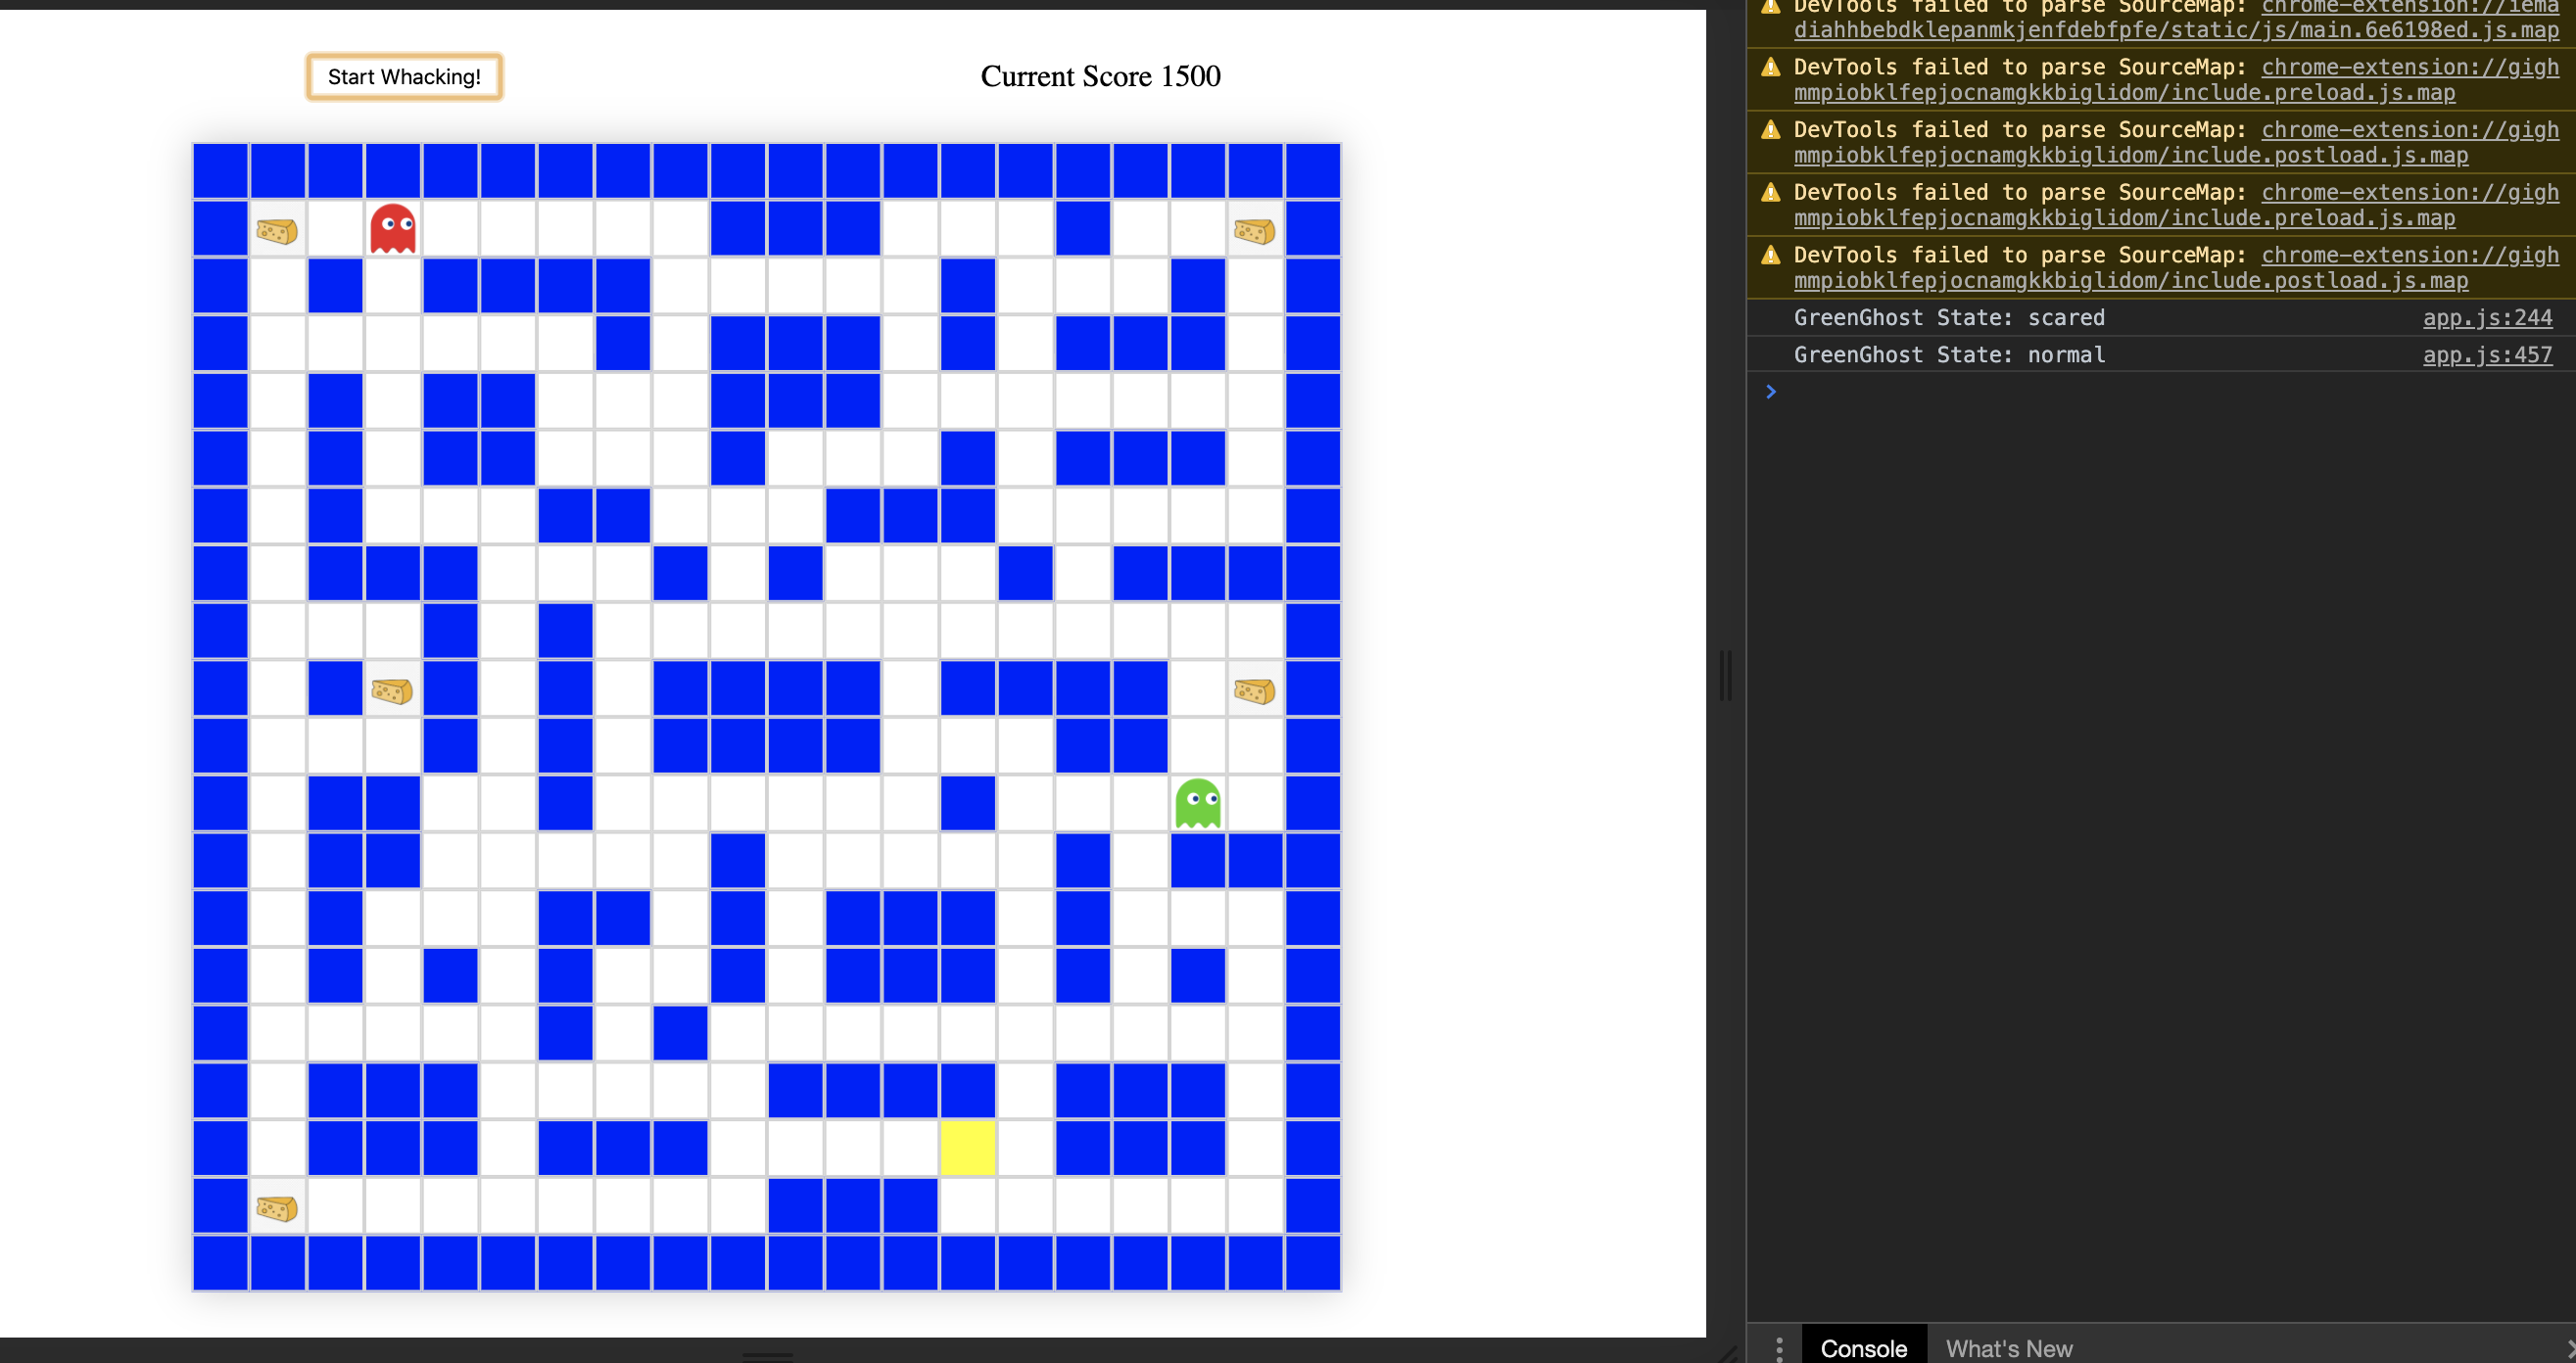 Start Whacking!
Current Score 1500
DevTools failed to parse SourceMap: chrome-extension://iema
diahhbebdklepanmkjenfdebfpfe/static/js/main.6e6198ed.js.map
DevTools failed to parse SourceMap: chrome-extension://gigh
mmpiobklfepjocnamgkkbiglidom/include.preload.js.map
DevTools failed to parse SourceMap: chrome-extension://gigh
mmpiobklfepjocnamgkkbiglidom/include.postload.js.map
DevTools failed to parse SourceMap: chrome-extension://gigh
mmpiobklfepjocnamgkkbiglidom/include.preload.js.map
DevTools failed to parse SourceMap: chrome-extension://gigh
mmpiobklfepjocnamgkkbiglidom/include.postload.js.map
GreenGhost State: scared app.js:244
GreenGhost State: normal app.js:457
Console What's New